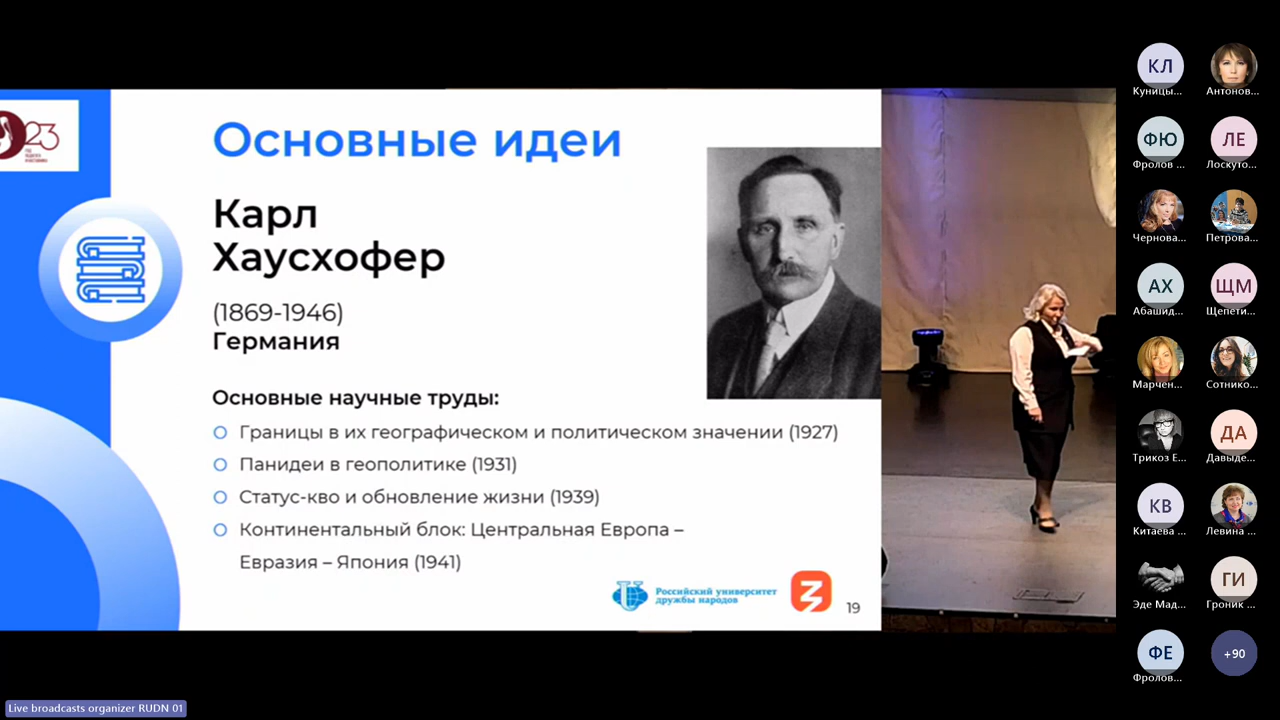 23
Основные идеи
Карл
Хаусхофер
(1869-1946)
Германия
Основные научные труды:
Границы в их географическом и политическом значении (1927)
Панидеи в геополитике (1931)
Статус-кво и обновление жизни (1939)
Континентальный блок: Центральная Европа –
Евразия – Япония (1941)
Российский университет
дружбы народов
19
КЛ
Куницы...
Антонов...
ФЮ
Фролов ...
ЛЕ
Лоскуто...
Чернова...
Петрова...
АХ
Абашид...
ЩМ
Щепети...
Марчен...
Сотнико...
Трикоз Е...
ДА
Давыде...
КВ
Китаева ...
Левина ...
Эде Мад...
ГИ
Гроник ...
ФЕ
Фролов...
+90
Live broadcasts organizer RUDN 01